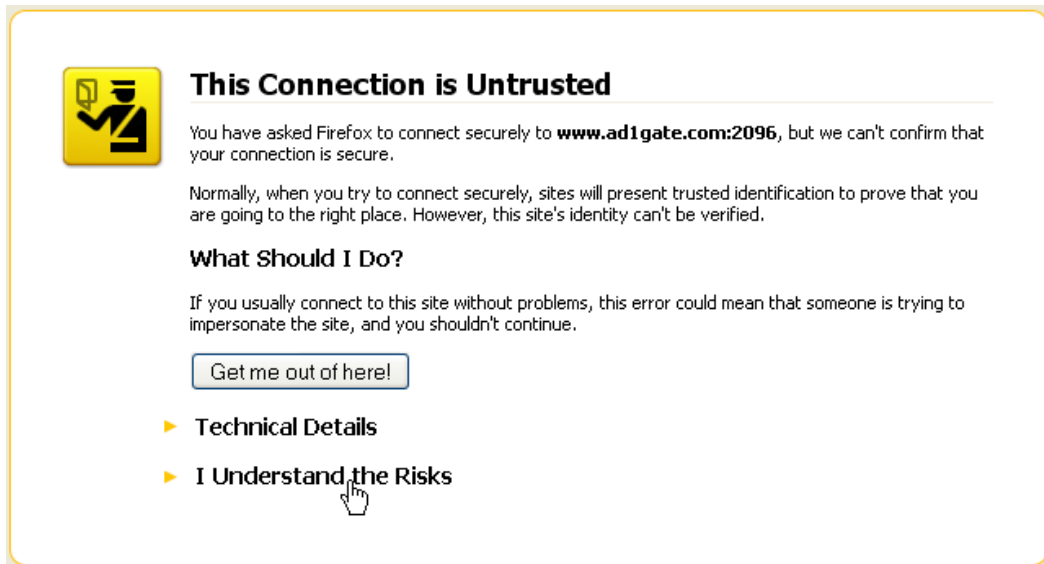 This Connection is Untrusted
You have asked Firefox to connect securely to www.ad1gate.com:2096, but we can't confirm that
your connection is secure.
Normally, when you try to connect securely, sites will present trusted identification to prove that you
are going to the right place. However, this site's identity can't be verified.
What Should I Do?
If you usually connect to this site without problems, this error could mean that someone is trying to
impersonate the site, and you shouldn't continue.
Get me out of here!
Technical Details
I Understand the Risks